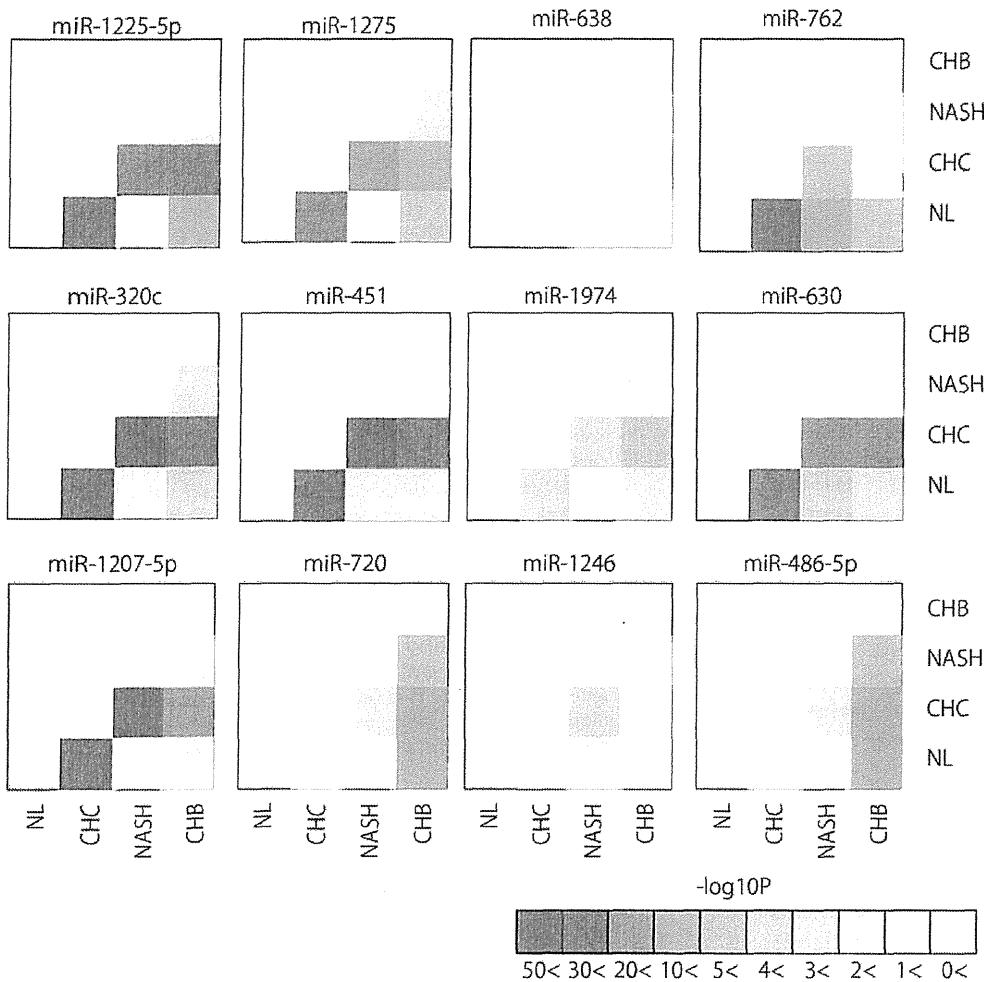 miR-1225-5p miR-1275 miR-638 miR-762
CHB
NASH
CHC
NL
miR-320c miR-451 miR-1974 miR-630
CHB
NASH
CHC
NL
miR-1207-5p miR-720 miR-1246 miR-486-5p
CHB
NASH
CHC
NL
NL CHC NASH CHB NL CHC NASH CHB NL CHC NASH CHB NL CHC NASH CHB
-log10P
50< 30< 20< 10< 5< 4< 3< 2< 1< 0<